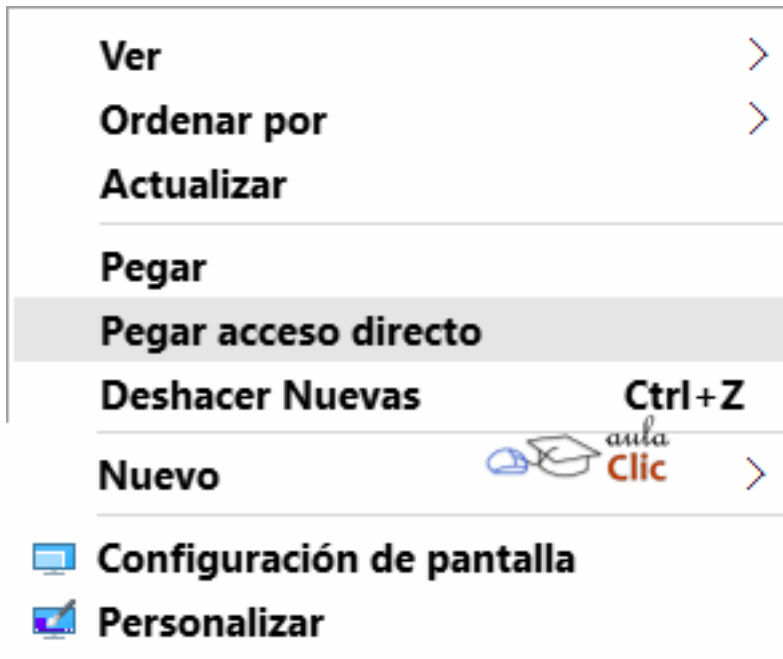 Ver
Ordenar por
Actualizar
Pegar
Pegar acceso directo
Deshacer Nuevas Ctrl+Z
aula
Clic
Nuevo
Configuración de pantalla
Personalizar